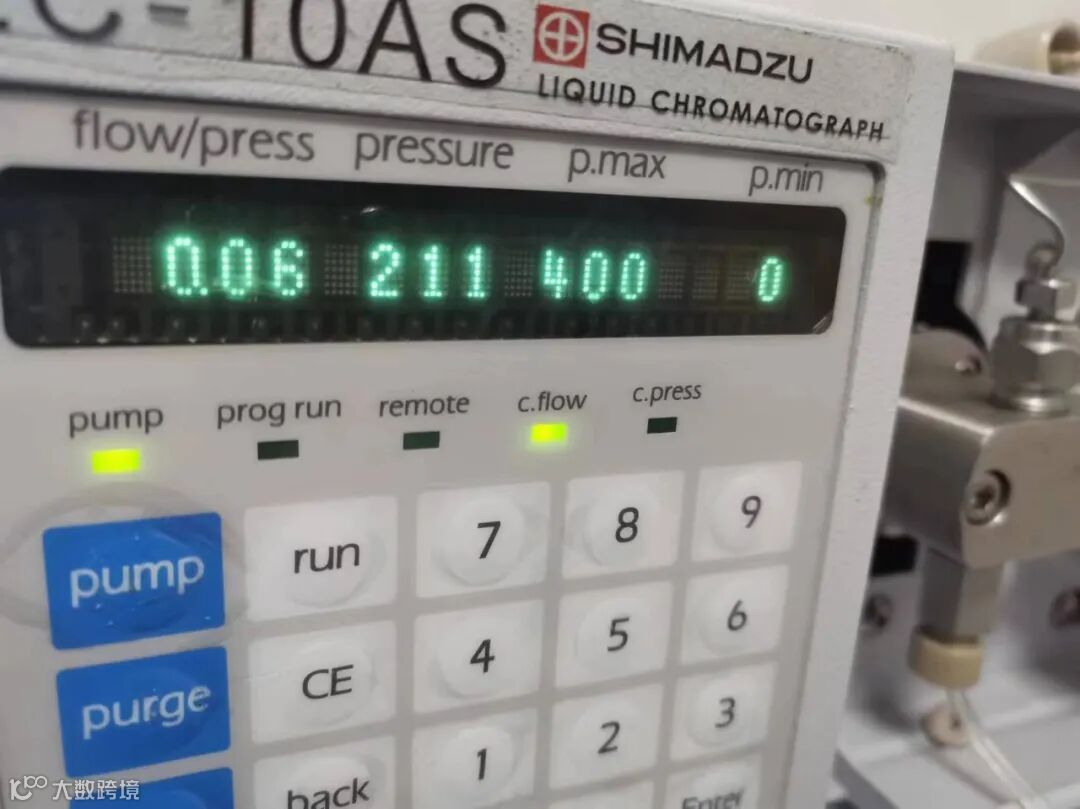 LC-10AS SHIMADZU
LIQUID CHROMATOGRAPH
flow/press pressure p.max p.min
0.06 211 400 0
pump prog run remote c.flow c.press
pump run 7 8 9
purge CE 4 5 6
back 1 2 3
Enter
大数跨境